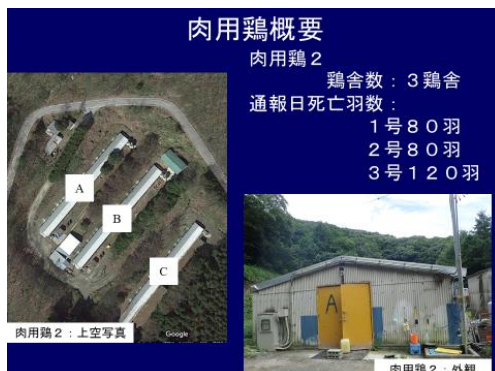 肉用鶏概要
肉用鶏2
鶏舎数：3鶏舎
通報日死亡羽数：
1号80羽
2号80羽
3号120羽
A
B
C
肉用鶏2：上空写真
Google
A
肉用鶏2：外観